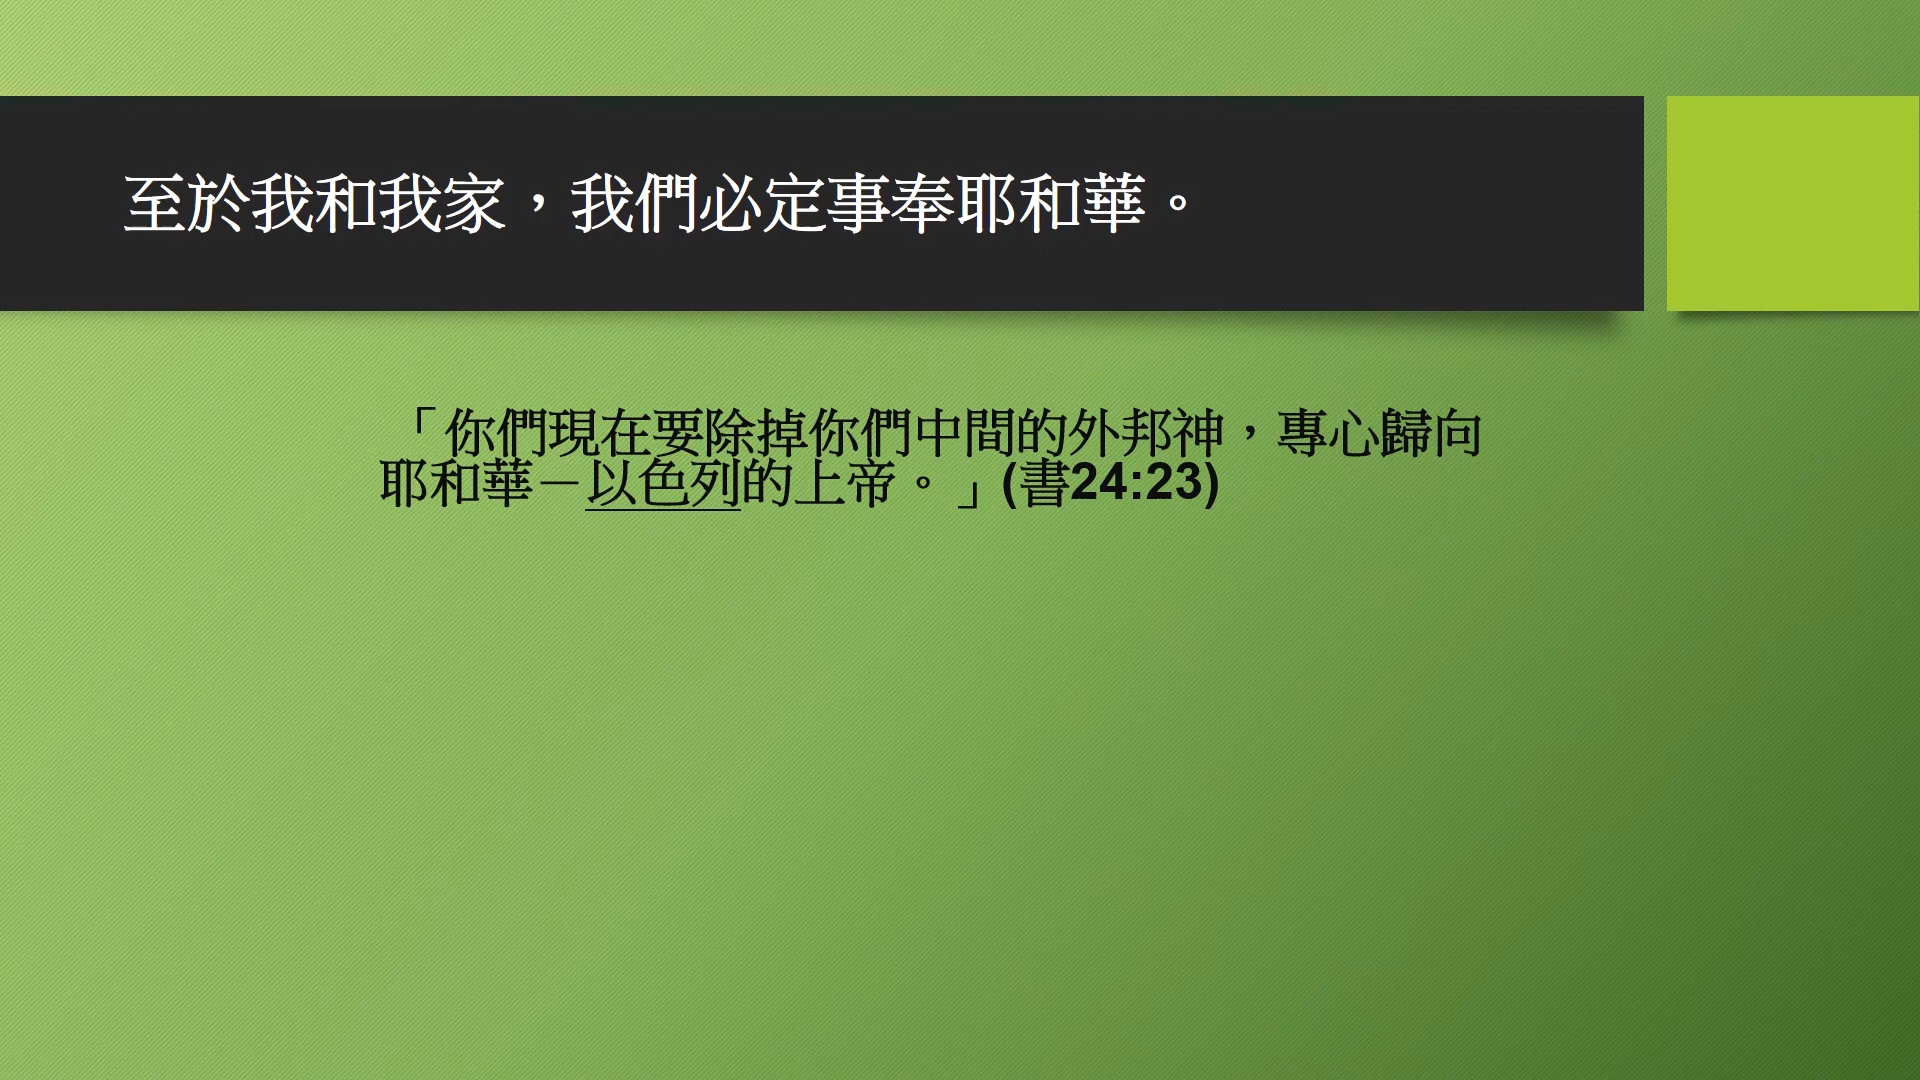 至於我和我家，我們必定事奉耶和華。
「你們現在要除掉你們中間的外邦神，專心歸向
耶和華－以色列的上帝。」(書24:23)